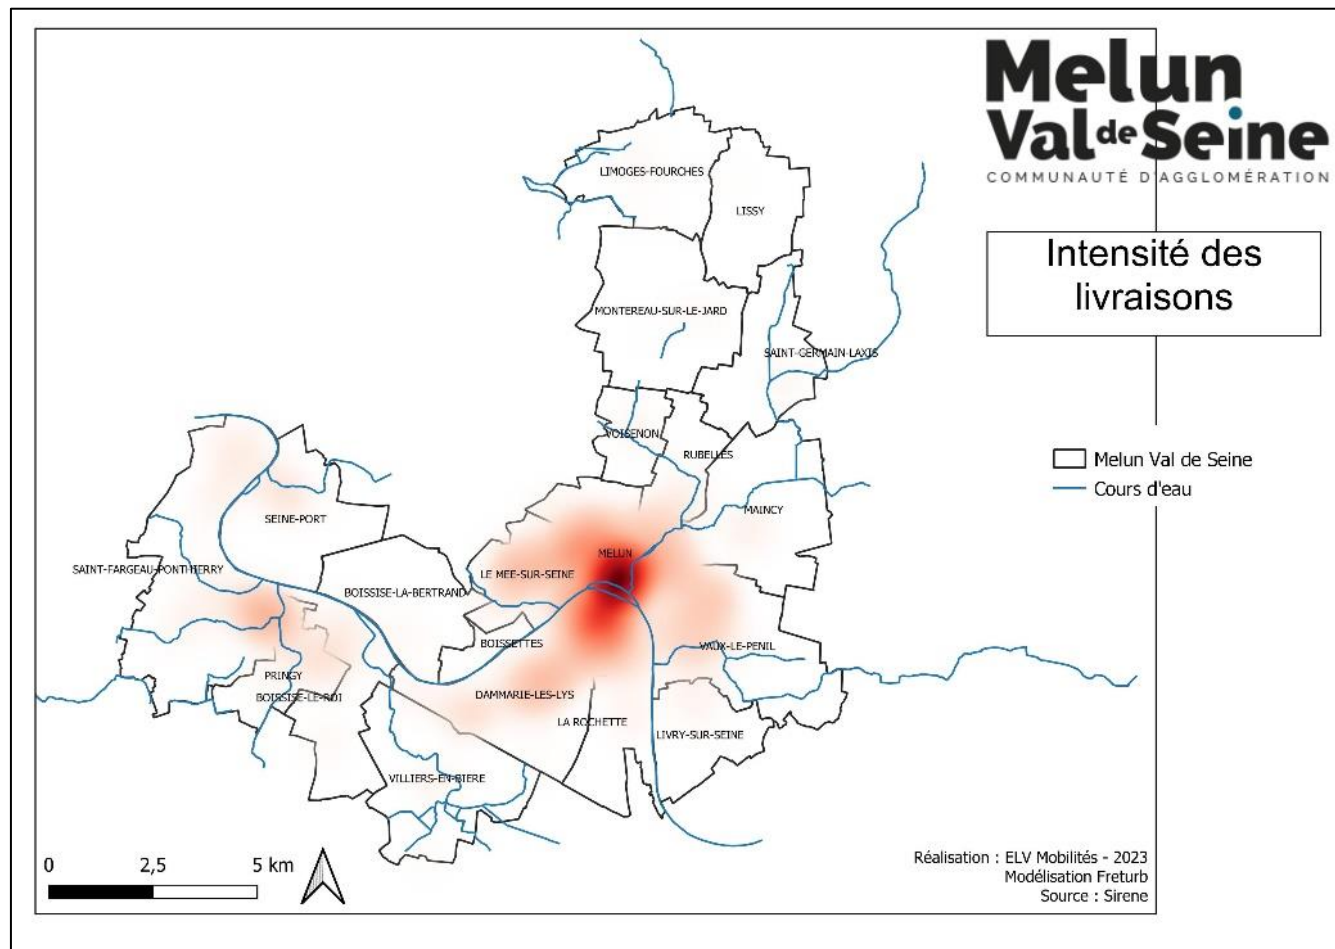 Melun
Val de Seine
COMMUNAUTÉ D'AGGLOMÉRATION
Intensité des
livraisons
LIMOGES-FOURCHES
LISSY
MONTEREAU-SUR-LE-JARD
SAINT-GERMAIN-LAXIS
VOISENON
RUBELLES
Melun Val de Seine
Cours d'eau
MAINCY
SEINE-PORT
MELUN
SAINT-FARGEAU-PONTHIERRY
LE MEE-SUR-SEINE
BOISSISE-LA-BERTRAND
BOISSETTES
VAUX-LE-PENIL
PRINGY
BOISSISE-LE-ROI
DAMMARIE-LES-LYS
LA ROCHETTE
LIVRY-SUR-SEINE
VILLIERS-EN-BIERE
0 2,5 5 km
Réalisation : ELV Mobilités - 2023
Modélisation Freturb
Source : Sirene